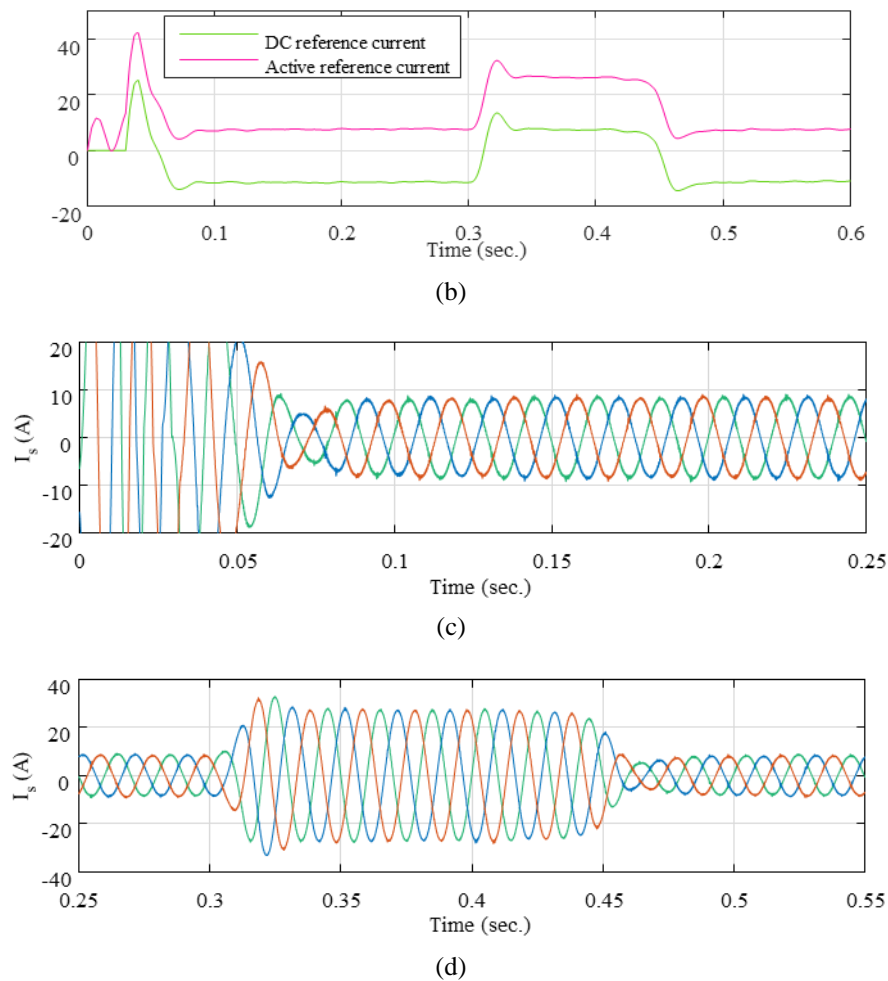 40
20
0
-20
DC reference current
Active reference current
0 0.1 0.2 0.3 0.4 0.5 0.6
Time (sec.)
(b)
20
10
0
-10
-20
I_s (A)
0 0.05 0.1 0.15 0.2 0.25
Time (sec.)
(c)
40
20
0
-20
-40
I_s (A)
0.25 0.3 0.35 0.4 0.45 0.5 0.55
Time (sec.)
(d)